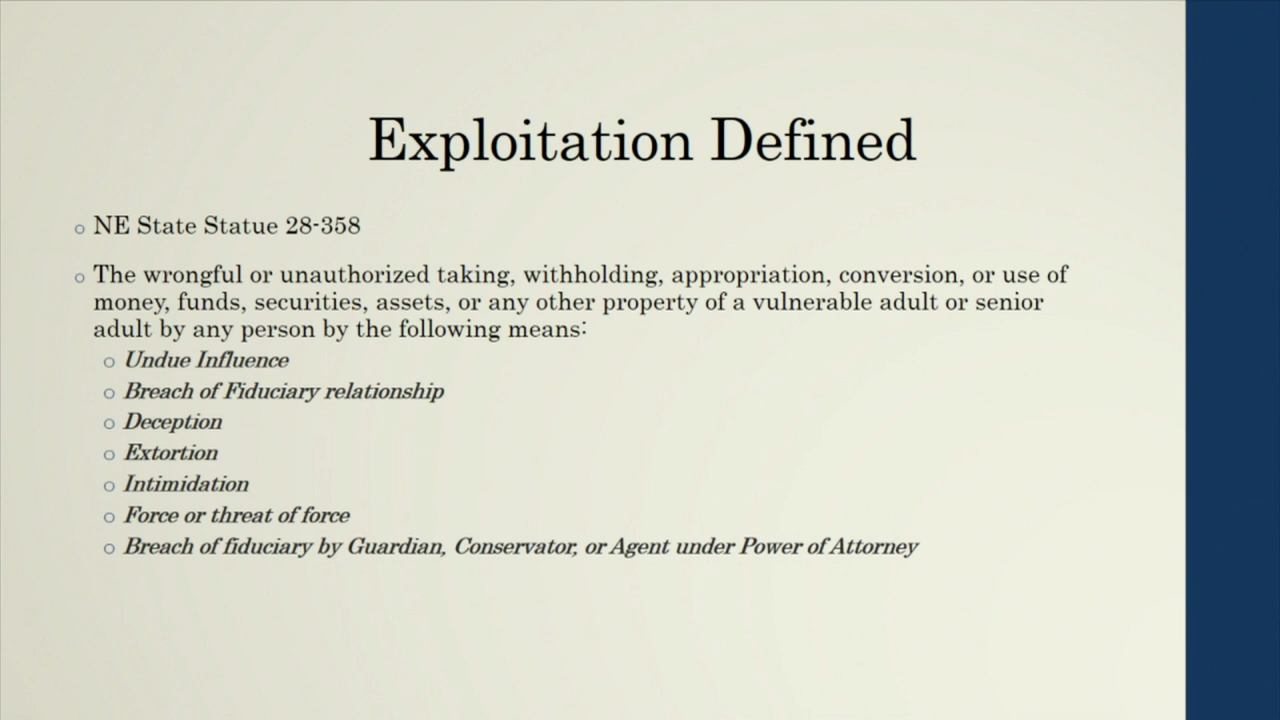 Exploitation Defined
NE State Statue 28-358
The wrongful or unauthorized taking, withholding, appropriation, conversion, or use of
money, funds, securities, assets, or any other property of a vulnerable adult or senior
adult by any person by the following means:
Undue Influence
Breach of Fiduciary relationship
Deception
Extortion
Intimidation
Force or threat of force
Breach of fiduciary by Guardian, Conservator, or Agent under Power of Attorney